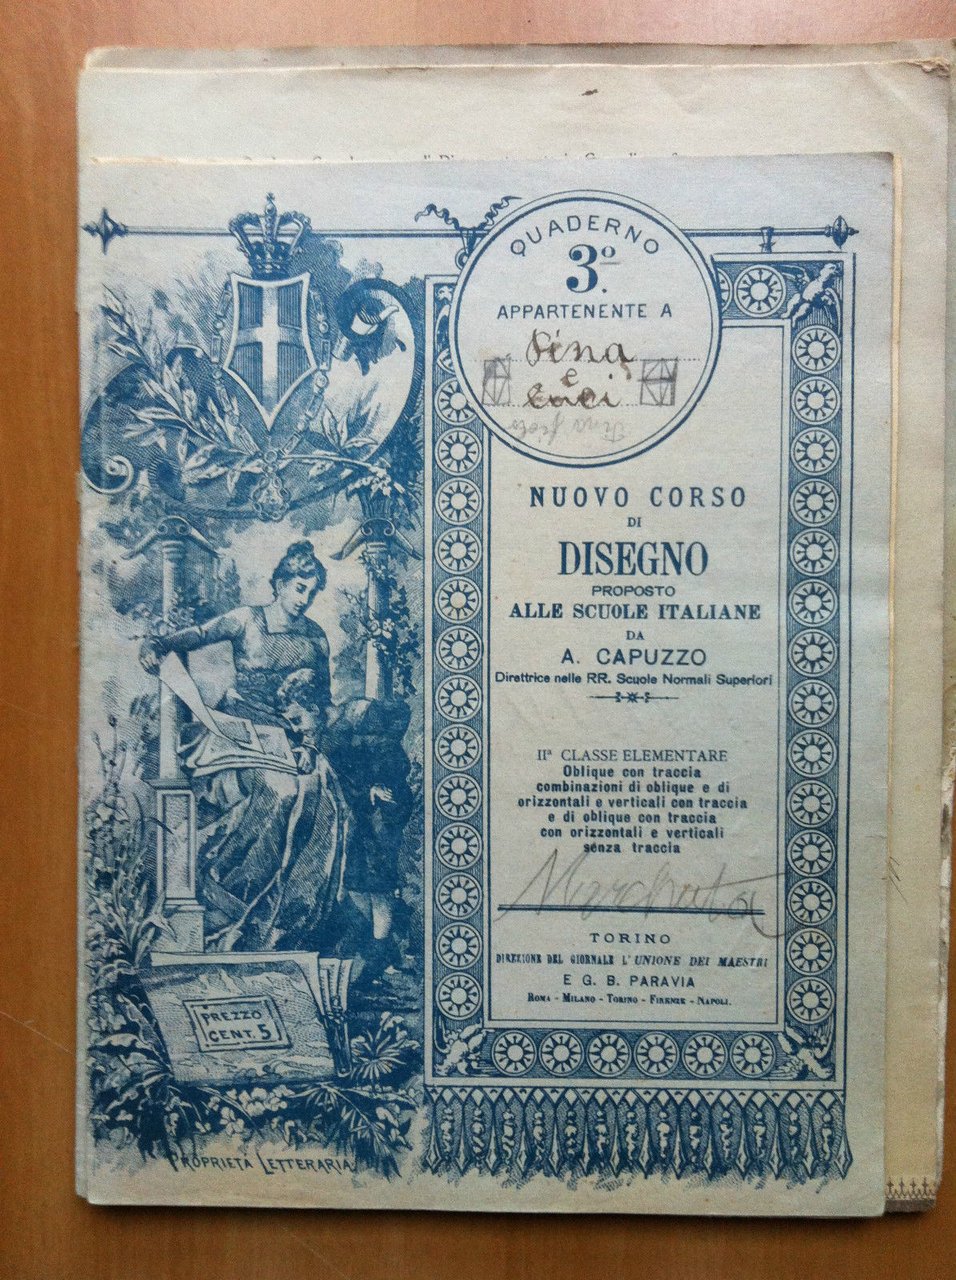 QUADERNO
3º.
APPARTENENTE A
e
NUOVO CORSO
DI
DISEGNO
PROPOSTO
ALLE SCUOLE ITALIANE
DA
A. CAPUZZO
Direttrice nelle RR. Scuole Normali Superiori
IIª CLASSE ELEMENTARE
Oblique con traccia
combinazioni di oblique e di
orizzontali e verticali con traccia
e di oblique con traccia
con orizzontali e verticali
senza traccia
TORINO
DIREZIONE DEL GIORNALE L'UNIONE DEI MAESTRI
E G. B. PARAVIA
ROMA - MILANO - TORINO - FIRENZE - NAPOLI.
PREZZO
CENT. 5
PROPRIETA LETTERARIA